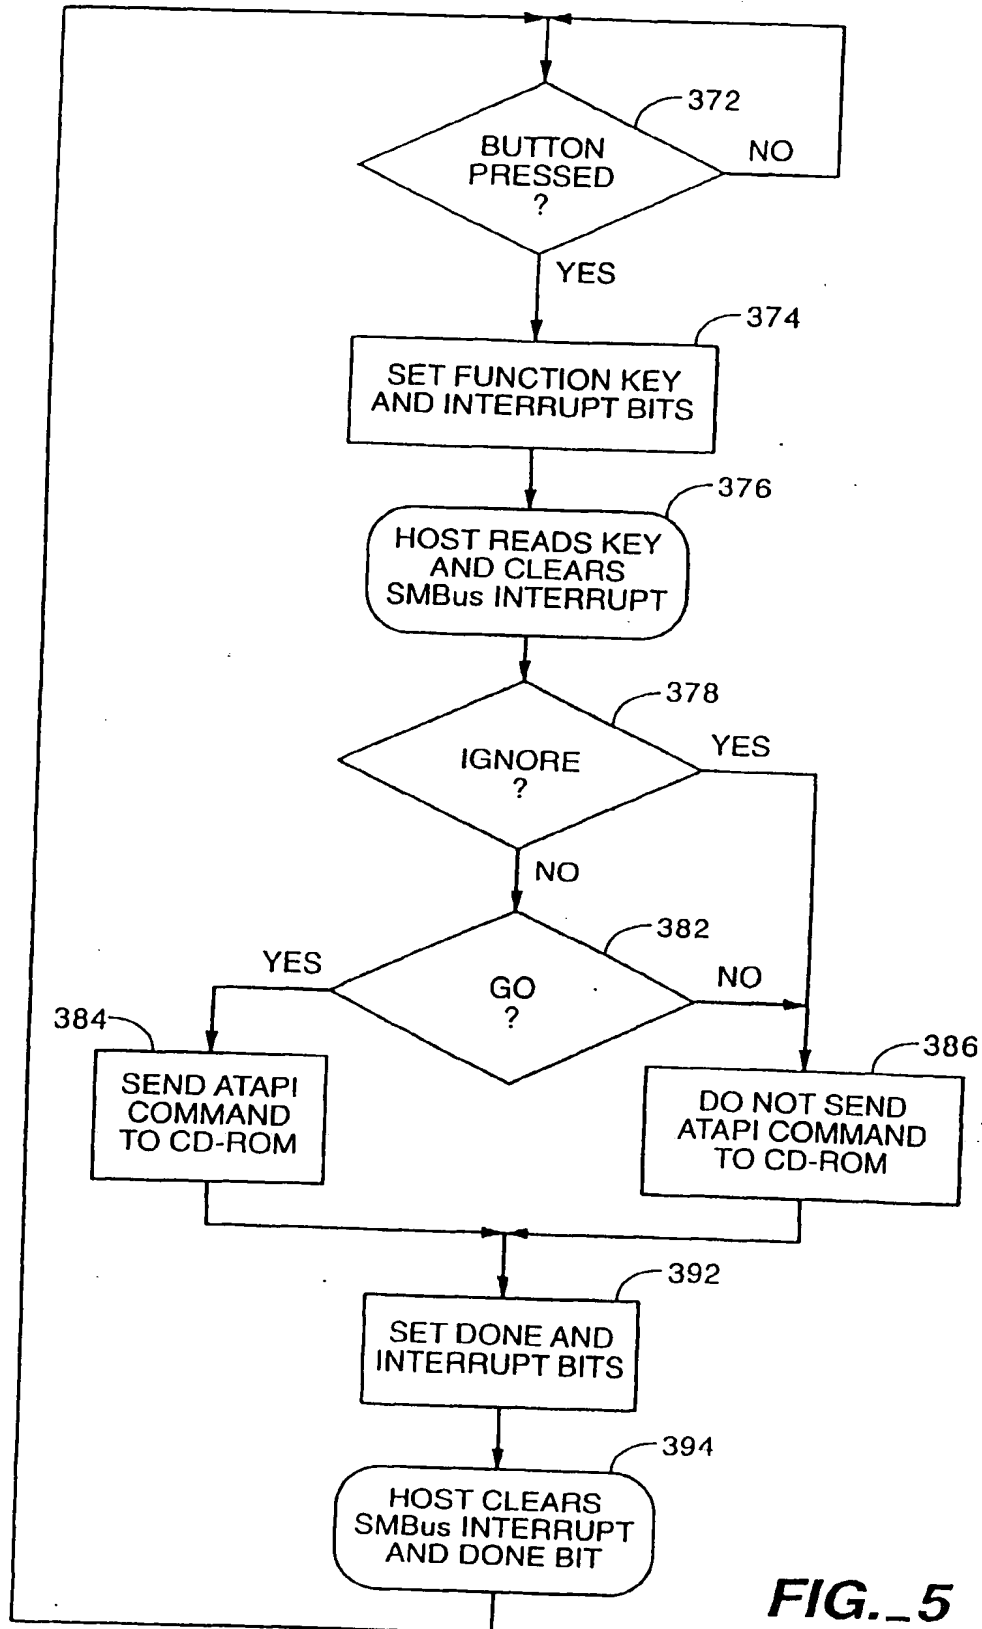 372
BUTTON
PRESSED
?
NO
YES
374
SET FUNCTION KEY
AND INTERRUPT BITS
376
HOST READS KEY
AND CLEARS
SMBus INTERRUPT
378
IGNORE
?
YES
NO
382
GO
?
YES
NO
384
SEND ATAPI
COMMAND
TO CD-ROM
386
DO NOT SEND
ATAPI COMMAND
TO CD-ROM
392
SET DONE AND
INTERRUPT BITS
394
HOST CLEARS
SMBus INTERRUPT
AND DONE BIT
FIG._5